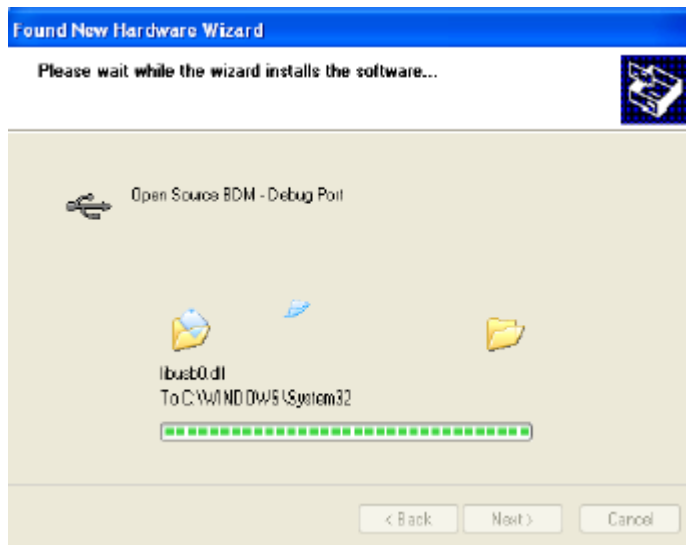 Found New Hardware Wizard
Please wait while the wizard installs the software...
Open Source BDM - Debug Port
libusb0.dll
To C:\WINDOWS\System32
< Back
Next >
Cancel